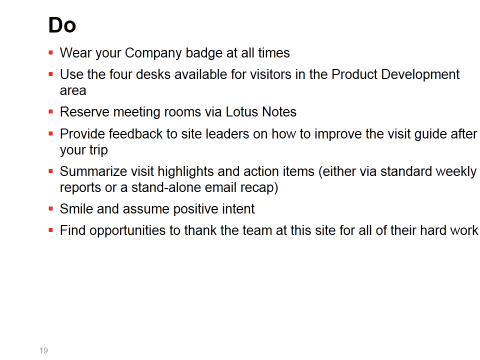 Do
Wear your Company badge at all times
Use the four desks available for visitors in the Product Development
area
Reserve meeting rooms via Lotus Notes
Provide feedback to site leaders on how to improve the visit guide after
your trip
Summarize visit highlights and action items (either via standard weekly
reports or a stand-alone email recap)
Smile and assume positive intent
Find opportunities to thank the team at this site for all of their hard work
19